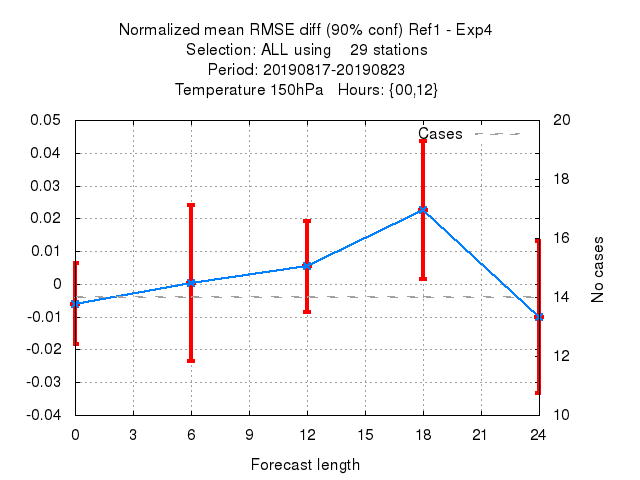 Normalized mean RMSE diff (90% conf) Ref1 - Exp4
Selection: ALL using    29 stations
Period: 20190817-20190823
Temperature 150hPa   Hours: {00,12}
Cases
0.05
0.04
0.03
0.02
0.01
0
-0.01
-0.02
-0.03
-0.04
20
18
16
14
12
10
No cases
0 3 6 9 12 15 18 21 24
Forecast length